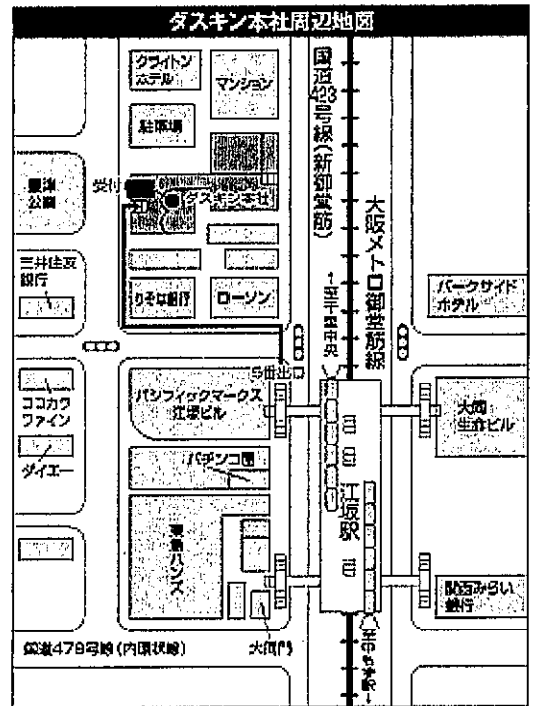 ダスキン本社周辺地図
クライトン
ホテル
マンション
駐車場
国道423号線(新御堂筋)
豊津
公園
受付
入口
ダスキン本社
大阪メトロ御堂筋線
三井住友
銀行
りそな銀行
ローソン
←至千里中央
パークサイド
ホテル
5番出口
ココカラ
ファイン
パシフィックマークス
江坂ビル
大同
生命ビル
ダイエー
パチンコ屋
江坂駅
東急ハンズ
関西みらい
銀行
国道479号線(内環状線)
大同門